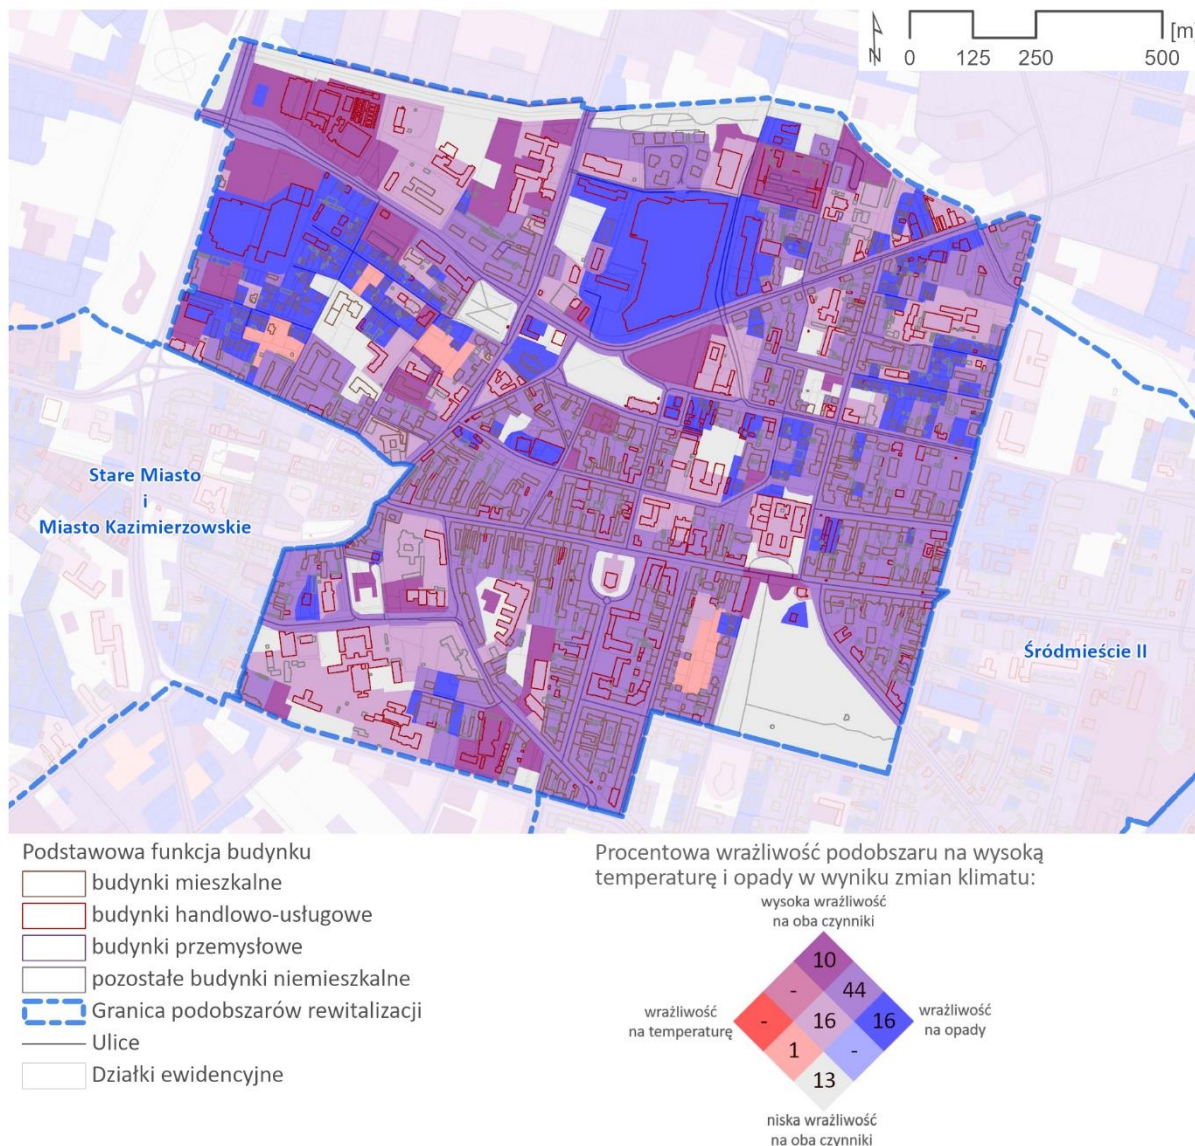 [m]
0 125 250 500
Stare Miasto
i
Miasto Kazimierzowskie
Śródmieście II
Podstawowa funkcja budynku
budynki mieszkalne
budynki handlowo-usługowe
budynki przemysłowe
pozostałe budynki niemieszkalne
Granica podobszarów rewitalizacji
Ulice
Działki ewidencyjne
Procentowa wrażliwość podobszaru na wysoką
temperaturę i opady w wyniku zmian klimatu:
wysoka wrażliwość
na oba czynniki
10
- 44
wrażliwość
na temperaturę
- 16 16
wrażliwość
na opady
1 -
13
niska wrażliwość
na oba czynniki